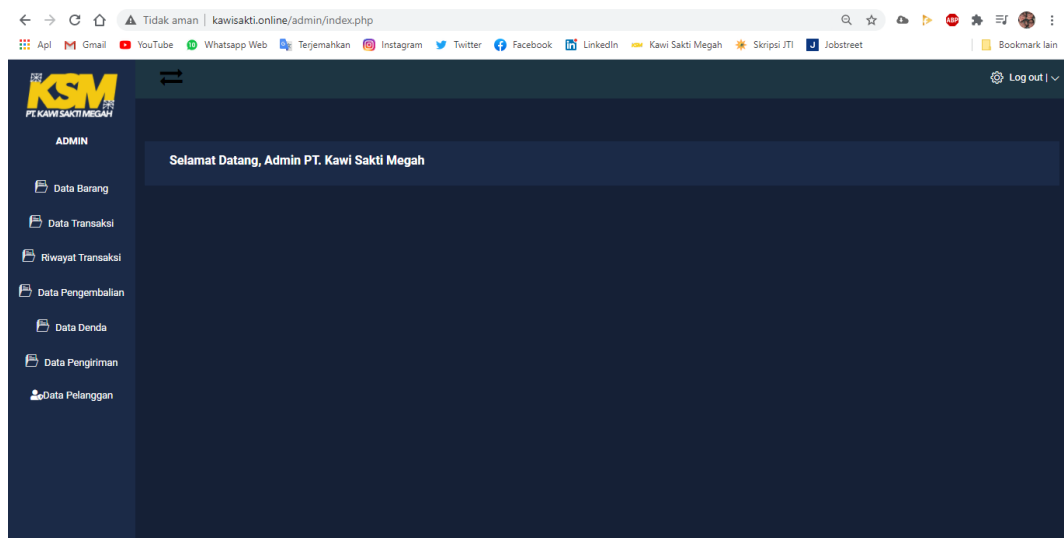 Tidak aman | kawisakti.online/admin/index.php
ABP
Apl Gmail YouTube Whatsapp Web Terjemahkan Instagram Twitter Facebook LinkedIn Kawi Sakti Megah Skripsi JTI J Jobstreet Bookmark lain
KSM
PT. KAWI SAKTI MEGAH
Log out |
ADMIN
Selamat Datang, Admin PT. Kawi Sakti Megah
Data Barang
Data Transaksi
Riwayat Transaksi
Data Pengembalian
Data Denda
Data Pengiriman
Data Pelanggan